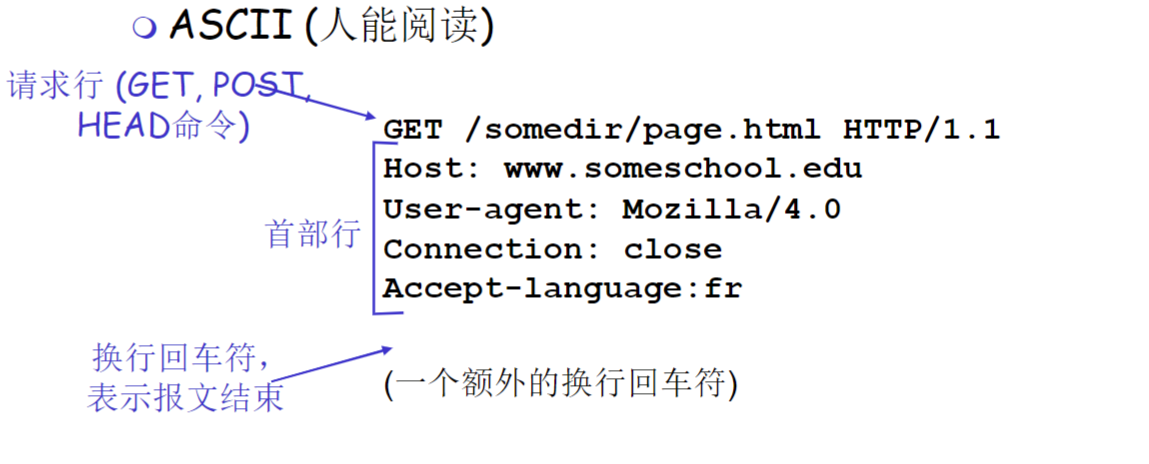 ASCII (人能阅读)
请求行 (GET, POST,
HEAD命令)
GET /somedir/page.html HTTP/1.1
Host: www.someschool.edu
User-agent: Mozilla/4.0
首部行
Connection: close
Accept-language:fr
换行回车符，
表示报文结束
(一个额外的换行回车符)